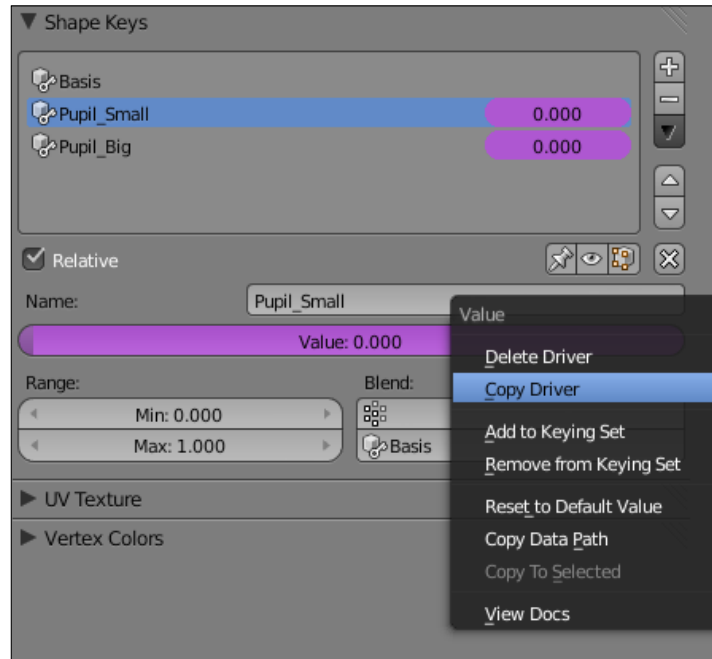 Shape Keys
Basis
Pupil_Small 0.000
Pupil_Big 0.000
Relative
Name: Pupil_Small
Value: 0.000
Range: Blend:
Min: 0.000
Max: 1.000 Basis
UV Texture
Vertex Colors
Value
Delete Driver
Copy Driver
Add to Keying Set
Remove from Keying Set
Reset to Default Value
Copy Data Path
Copy To Selected
View Docs